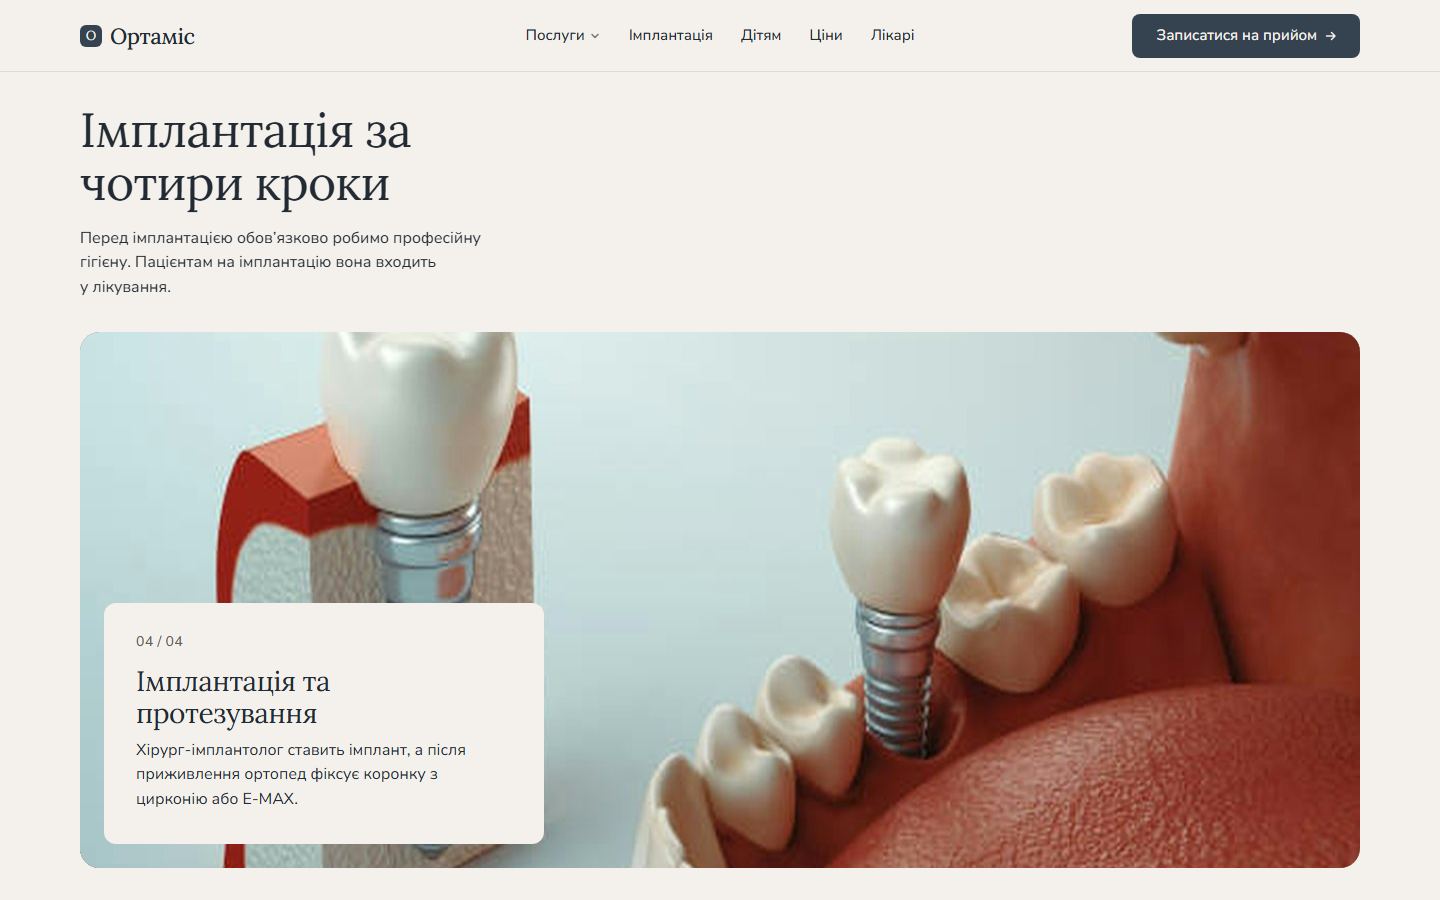 О Ортаміс
Послуги Імплантація Дітям Ціни Лікарі
Записатися на прийом →
Імплантація за
чотири кроки
Перед імплантацією обов’язково робимо професійну
гігієну. Пацієнтам на імплантацію вона входить
у лікування.
04 / 04
Імплантація та
протезування
Хірург-імплантолог ставить імплант, а після
приживлення ортопед фіксує коронку з
цирконію або E-MAX.